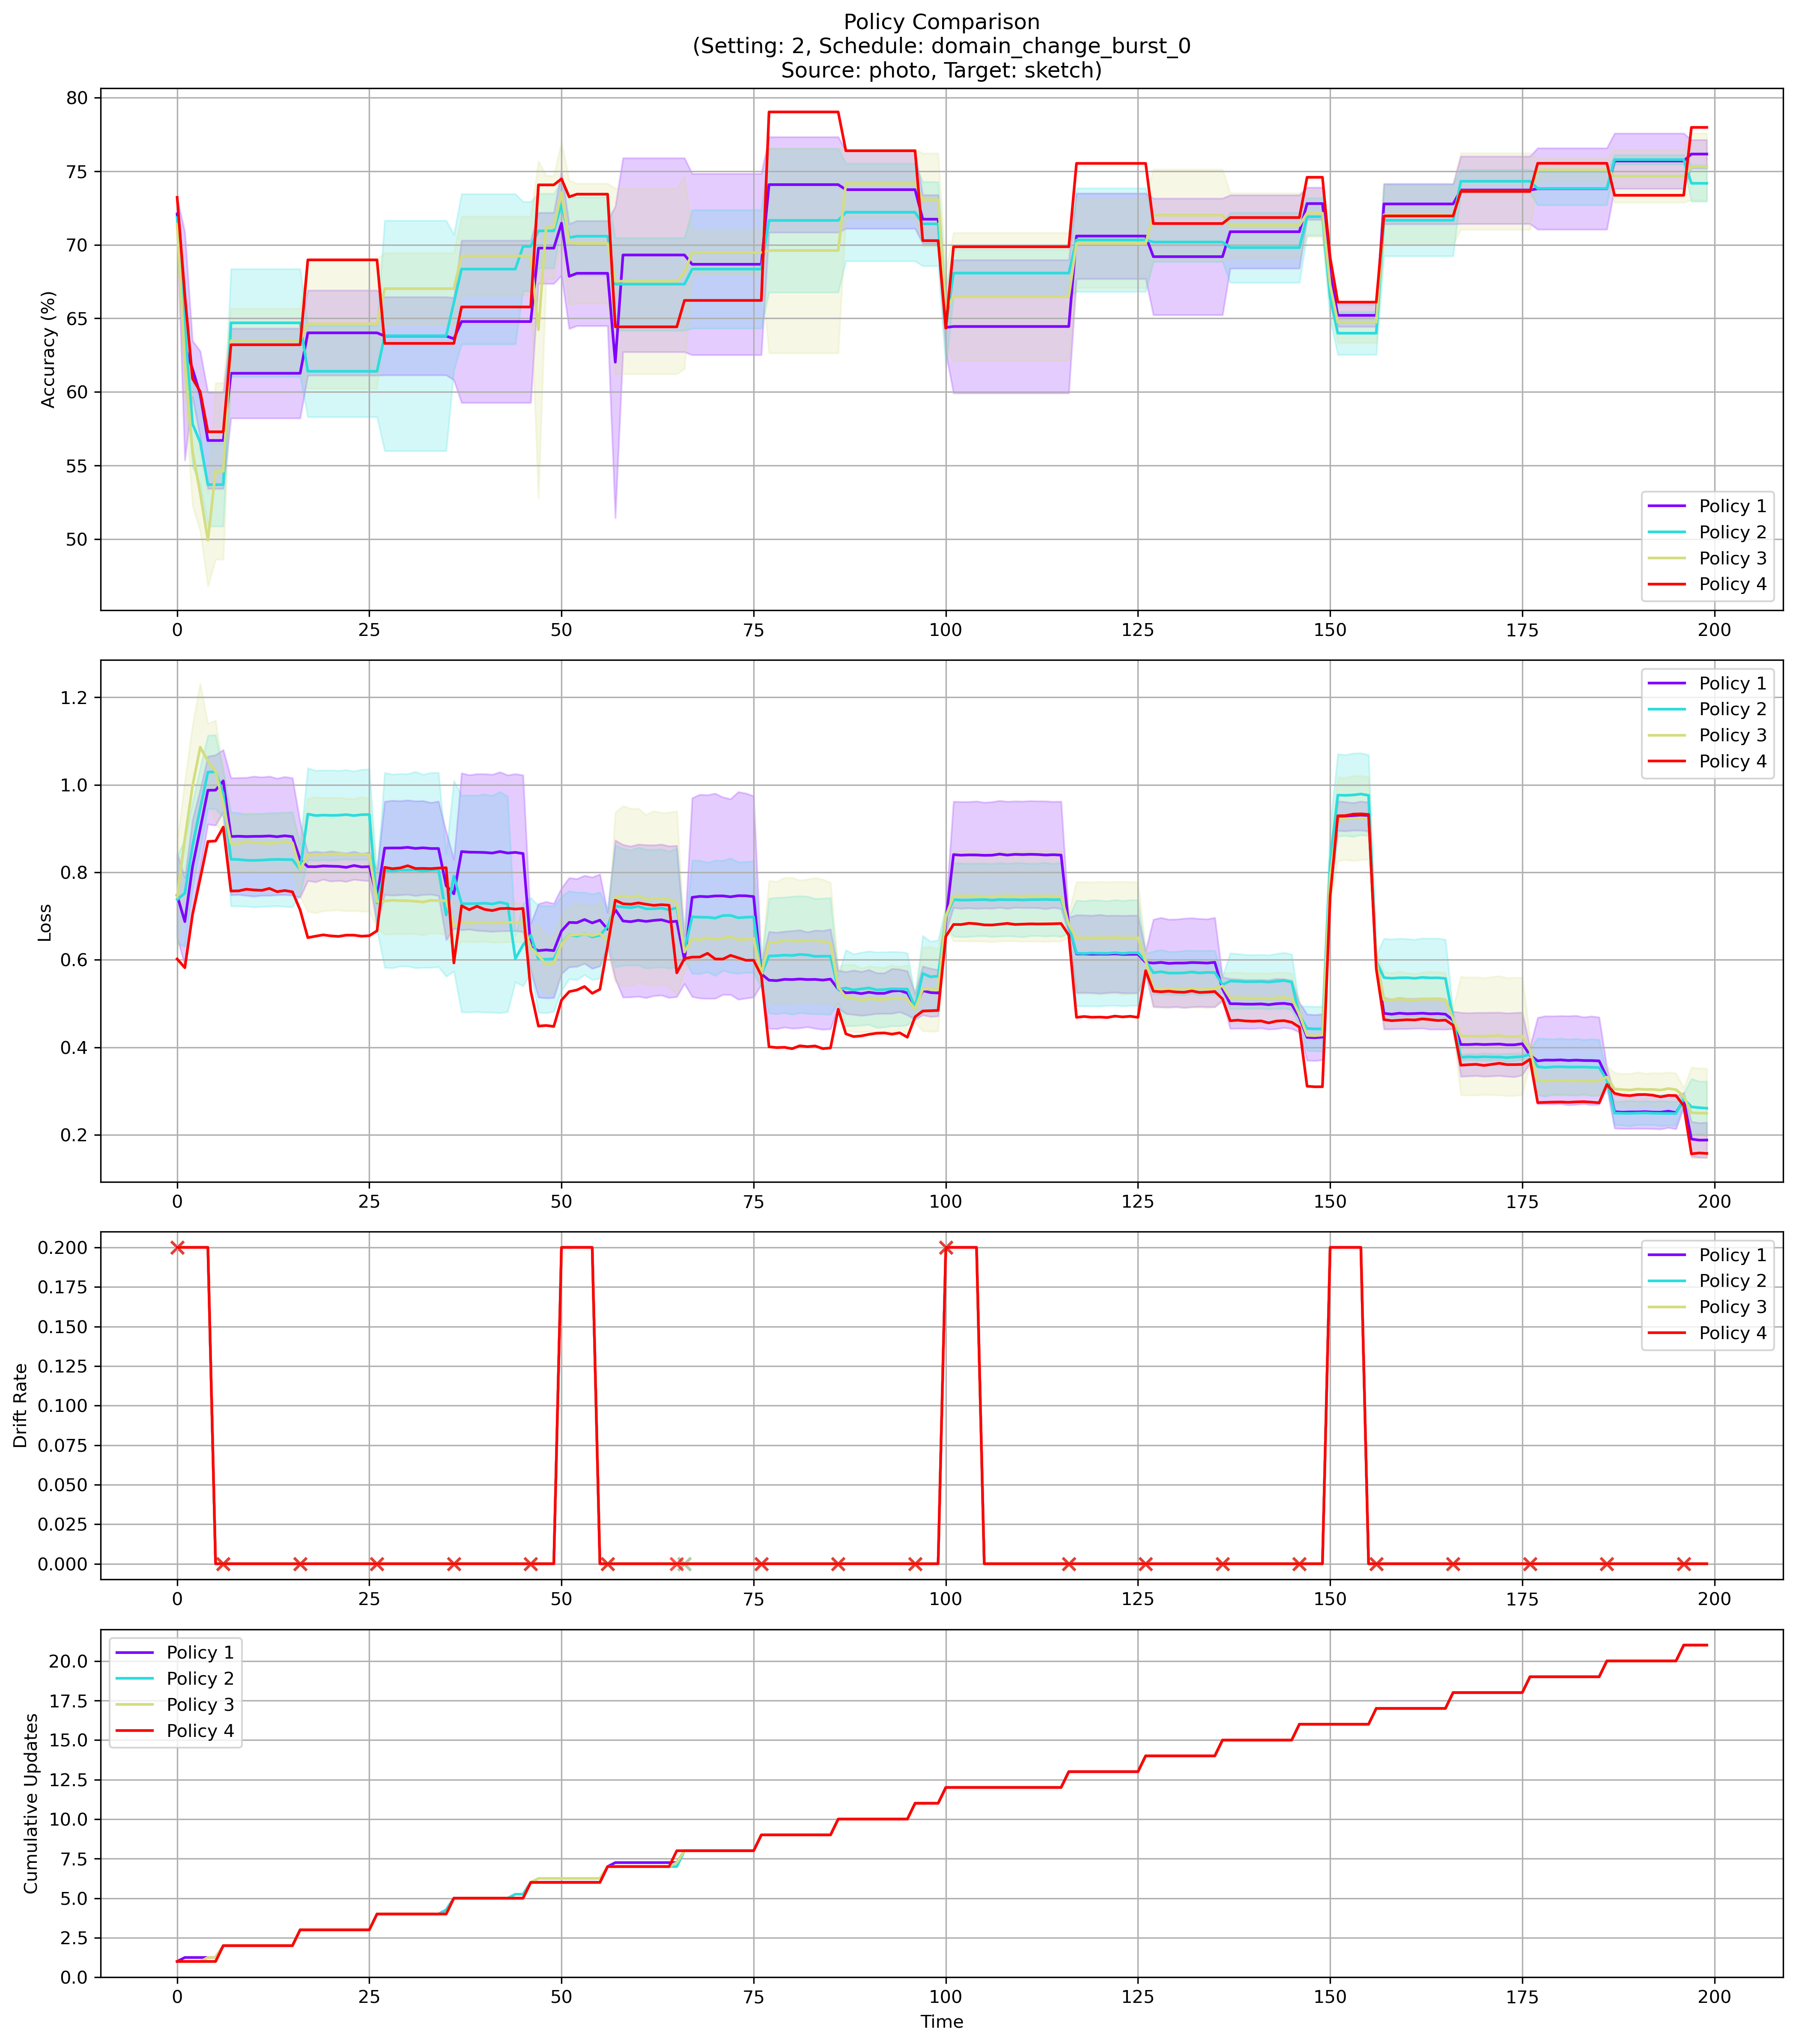 Policy Comparison
(Setting: 2, Schedule: domain_change_burst_0
Source: photo, Target: sketch)
Accuracy (%)
80
75
70
65
60
55
50
0 25 50 75 100 125 150 175 200
Policy 1
Policy 2
Policy 3
Policy 4
Loss
1.2
1.0
0.8
0.6
0.4
0.2
0 25 50 75 100 125 150 175 200
Policy 1
Policy 2
Policy 3
Policy 4
Drift Rate
0.200
0.175
0.150
0.125
0.100
0.075
0.050
0.025
0.000
0 25 50 75 100 125 150 175 200
Policy 1
Policy 2
Policy 3
Policy 4
Cumulative Updates
20.0
17.5
15.0
12.5
10.0
7.5
5.0
2.5
0.0
0 25 50 75 100 125 150 175 200
Policy 1
Policy 2
Policy 3
Policy 4
Time